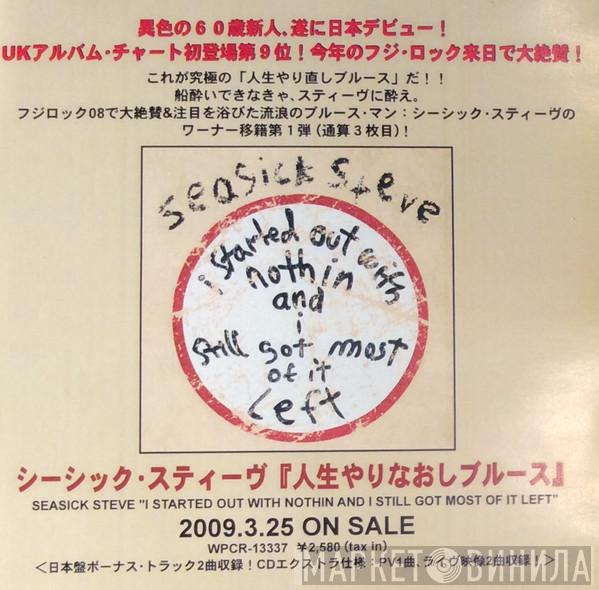 異色の60歳新人、遂に日本デビュー!
UKアルバム・チャート初登場第9位!今年のフジ・ロック来日で大絶賛!
これが究極の「人生やり直しブルース」だ!!
船酔いできなきゃ、スティーヴに酔え。
フジロック08で大絶賛&注目を浴びた流浪のブルース・マン:シーシック・スティーヴの
ワーナー移籍第1弾(通算3枚目)!
seasick steve
i started out with
nothin
and
i
still got most
of it
Left
シーシック・スティーヴ『人生やりなおしブルース』
SEASICK STEVE "I STARTED OUT WITH NOTHIN AND I STILL GOT MOST OF IT LEFT"
2009.3.25 ON SALE
WPCR-13337 ¥2,580 (tax in)
<日本盤ボーナス・トラック2曲収録!CDエクストラ仕様:PV1曲、ライヴ映像2曲収録!>
МАРКЕТ ВИНИЛА